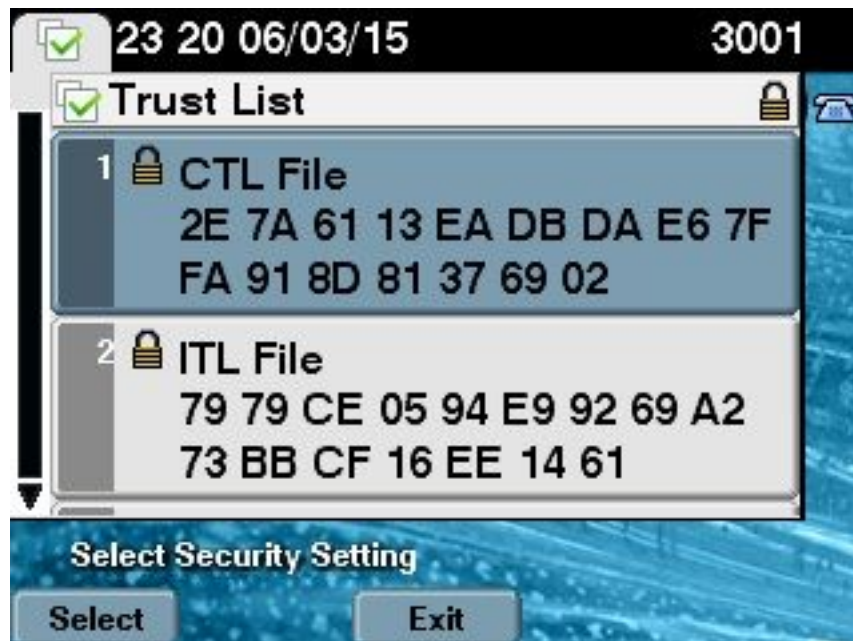 23 20 06/03/15 3001
Trust List
1 CTL File
2E 7A 61 13 EA DB DA E6 7F
FA 91 8D 81 37 69 02
2 ITL File
79 79 CE 05 94 E9 92 69 A2
73 BB CF 16 EE 14 61
Select Security Setting
Select Exit